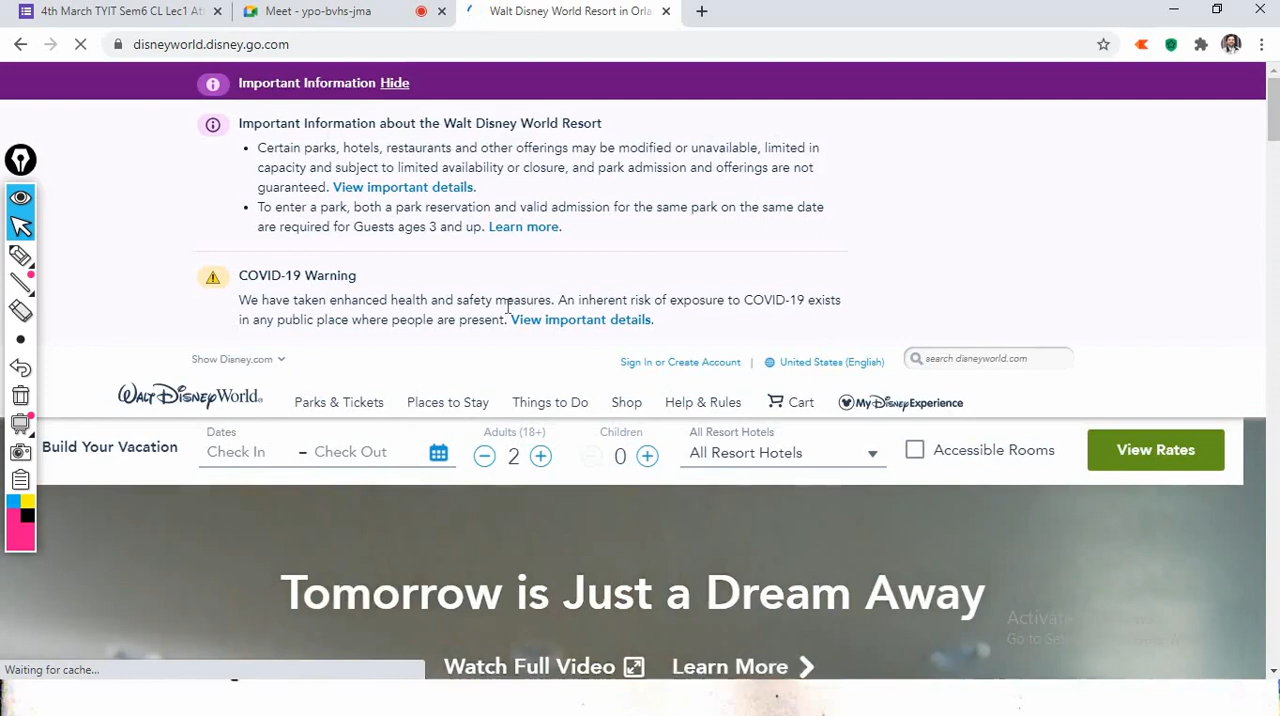 4th March TYIT Sem6 CL Lec1 At
Meet - ypo-bvhs-jma
Walt Disney World Resort in Orla
disneyworld.disney.go.com
Important Information Hide
Important Information about the Walt Disney World Resort
• Certain parks, hotels, restaurants and other offerings may be modified or unavailable, limited in
capacity and subject to limited availability or closure, and park admission and offerings are not
guaranteed. View important details.
• To enter a park, both a park reservation and valid admission for the same park on the same date
are required for Guests ages 3 and up. Learn more.
COVID-19 Warning
We have taken enhanced health and safety measures. An inherent risk of exposure to COVID-19 exists
in any public place where people are present. View important details.
Show Disney.com
Sign In or Create Account | United States (English)
search disneyworld.com
Walt Disney World. Parks & Tickets Places to Stay Things to Do Shop Help & Rules Cart My Disney Experience
Build Your Vacation
Dates
Check In – Check Out
Adults (18+)
2
Children
0
All Resort Hotels
All Resort Hotels
Accessible Rooms
View Rates
Tomorrow is Just a Dream Away
Activate
Go to Se
Watch Full Video
Learn More
Waiting for cache...